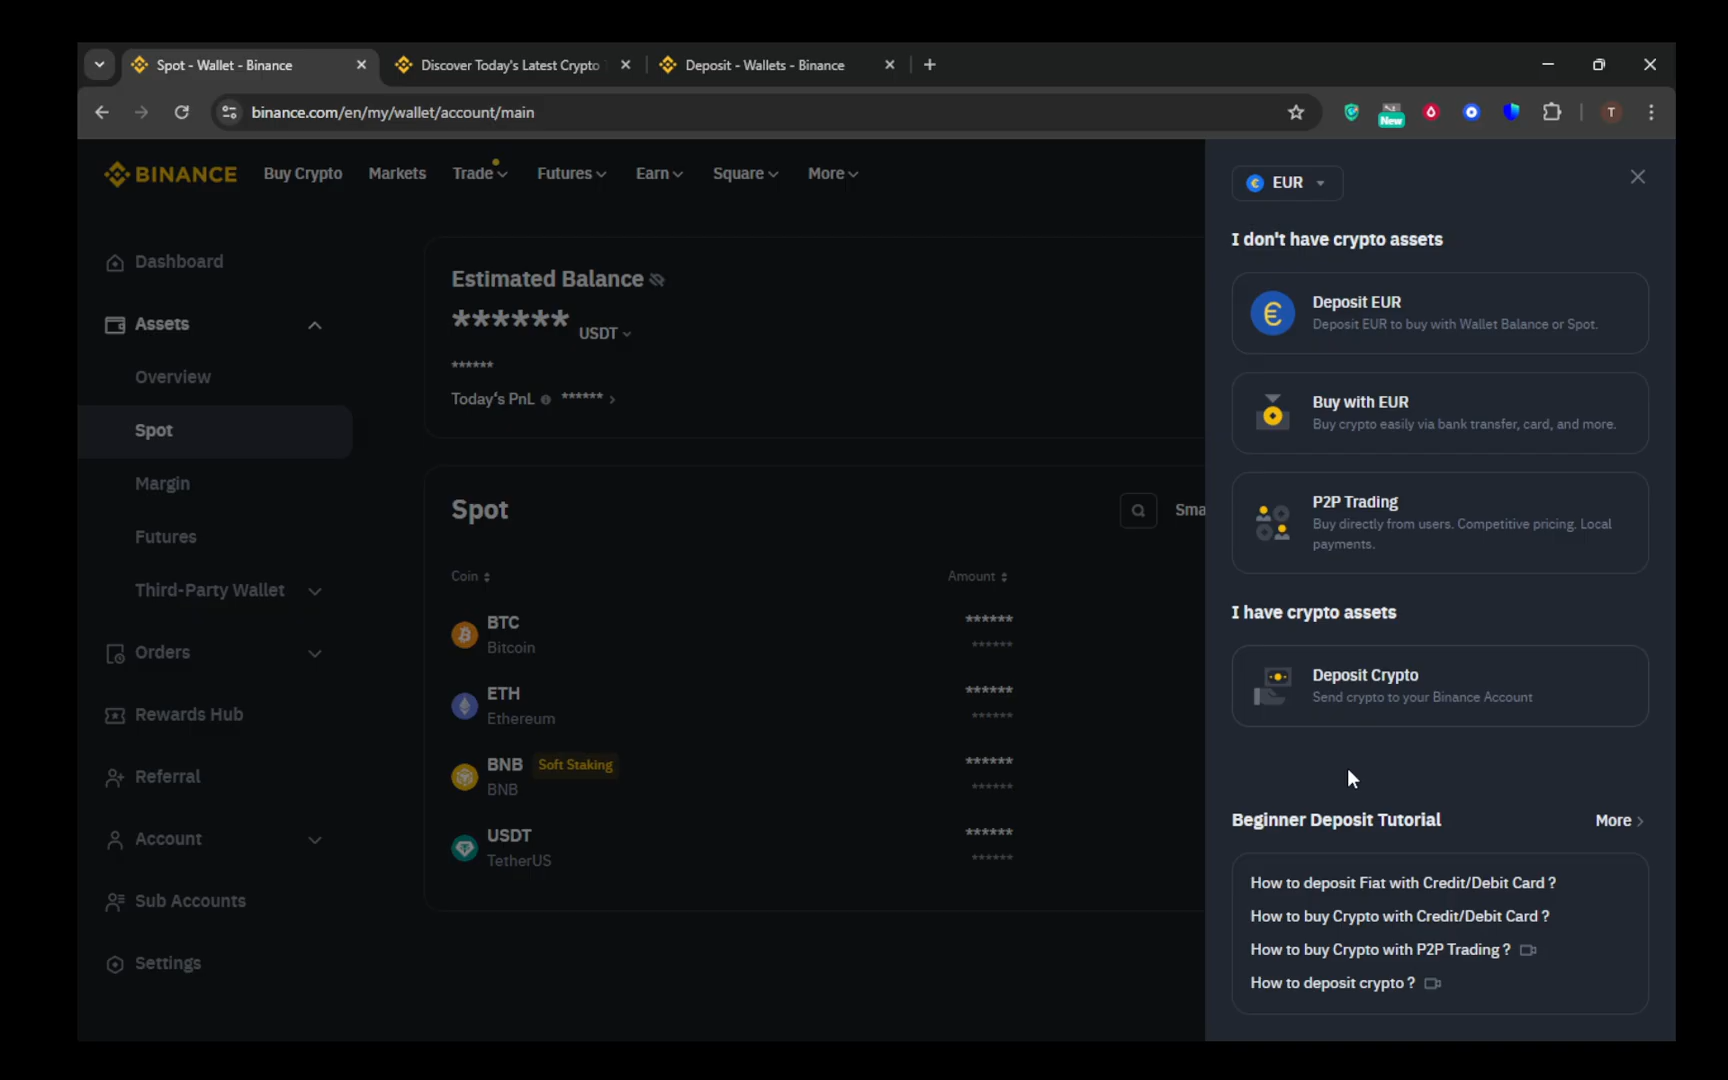 Spot - Wallet - Binance
Discover Today's Latest Crypto
Deposit - Wallets - Binance
binance.com/en/my/wallet/account/main
New
T
BINANCE
Buy Crypto
Markets
Trade
Futures
Earn
Square
More
Dashboard
Assets
Overview
Spot
Margin
Futures
Third-Party Wallet
Orders
Rewards Hub
Referral
Account
Sub Accounts
Settings
Estimated Balance
****** USDT
******
Today's PnL ******
Spot
Sma
Coin
Amount
BTC ******
Bitcoin ******
ETH ******
Ethereum ******
BNB Soft Staking ******
BNB ******
USDT ******
TetherUS ******
EUR
I don't have crypto assets
Deposit EUR
Deposit EUR to buy with Wallet Balance or Spot.
Buy with EUR
Buy crypto easily via bank transfer, card, and more.
P2P Trading
Buy directly from users. Competitive pricing. Local
payments.
I have crypto assets
Deposit Crypto
Send crypto to your Binance Account
Beginner Deposit Tutorial
More
How to deposit Fiat with Credit/Debit Card ?
How to buy Crypto with Credit/Debit Card ?
How to buy Crypto with P2P Trading ?
How to deposit crypto ?